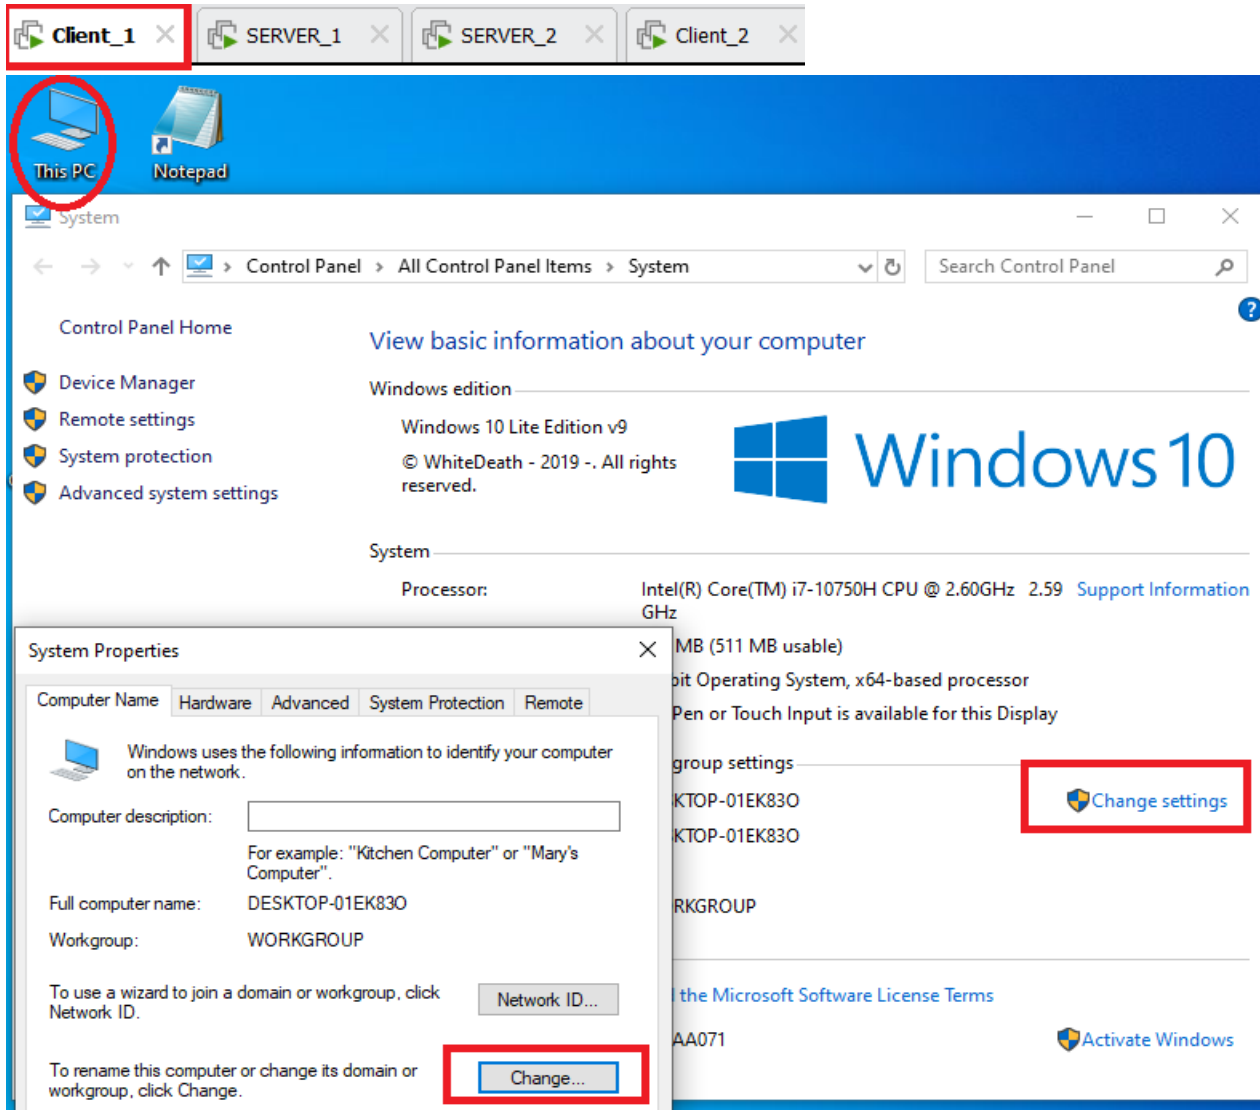 Client_1
SERVER_1
SERVER_2
Client_2
This PC
Notepad
System
Control Panel > All Control Panel Items > System
Search Control Panel
?
Control Panel Home
Device Manager
Remote settings
System protection
Advanced system settings
View basic information about your computer
Windows edition
Windows 10 Lite Edition v9
© WhiteDeath - 2019 -. All rights
reserved.
Windows 10
System
Processor:
Intel(R) Core(TM) i7-10750H CPU @ 2.60GHz 2.59
GHz
Support Information
MB (511 MB usable)
bit Operating System, x64-based processor
Pen or Touch Input is available for this Display
group settings
KTOP-01EK83O
Change settings
KTOP-01EK83O
RKGROUP
the Microsoft Software License Terms
AA071
Activate Windows
System Properties
Computer Name
Hardware
Advanced
System Protection
Remote
Windows uses the following information to identify your computer
on the network.
Computer description:
For example: "Kitchen Computer" or "Mary's
Computer".
Full computer name:
DESKTOP-01EK83O
Workgroup:
WORKGROUP
To use a wizard to join a domain or workgroup, click
Network ID.
Network ID...
To rename this computer or change its domain or
workgroup, click Change.
Change...